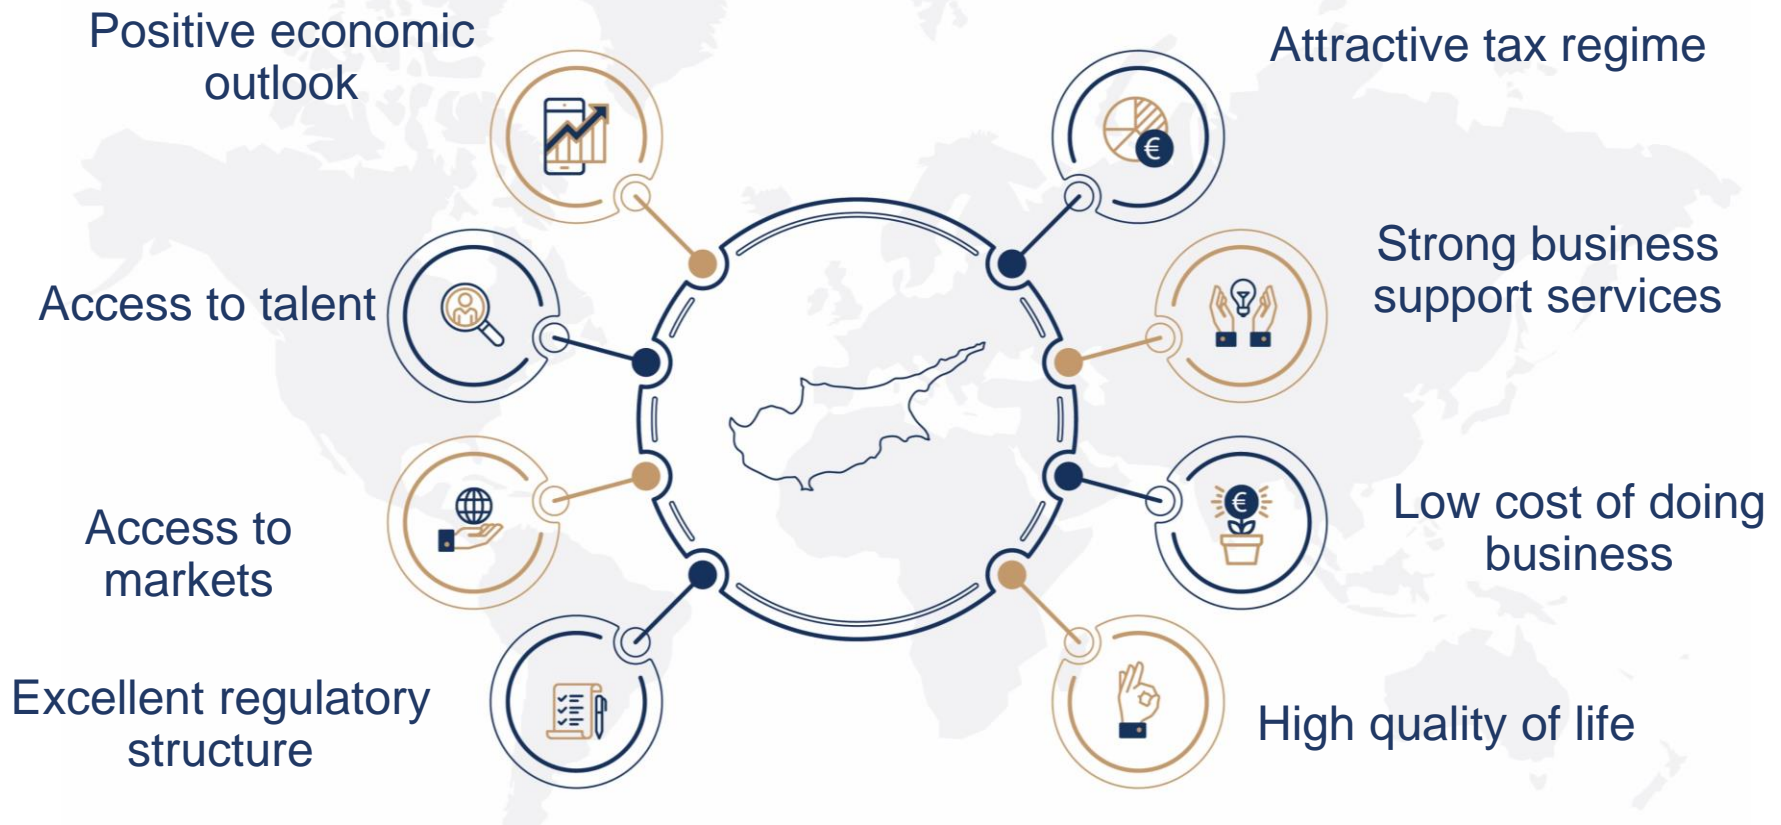 Positive economic
outlook
Access to talent
Access to
markets
Excellent regulatory
structure
Attractive tax regime
€
Strong business
support services
Low cost of doing
business
€
High quality of life